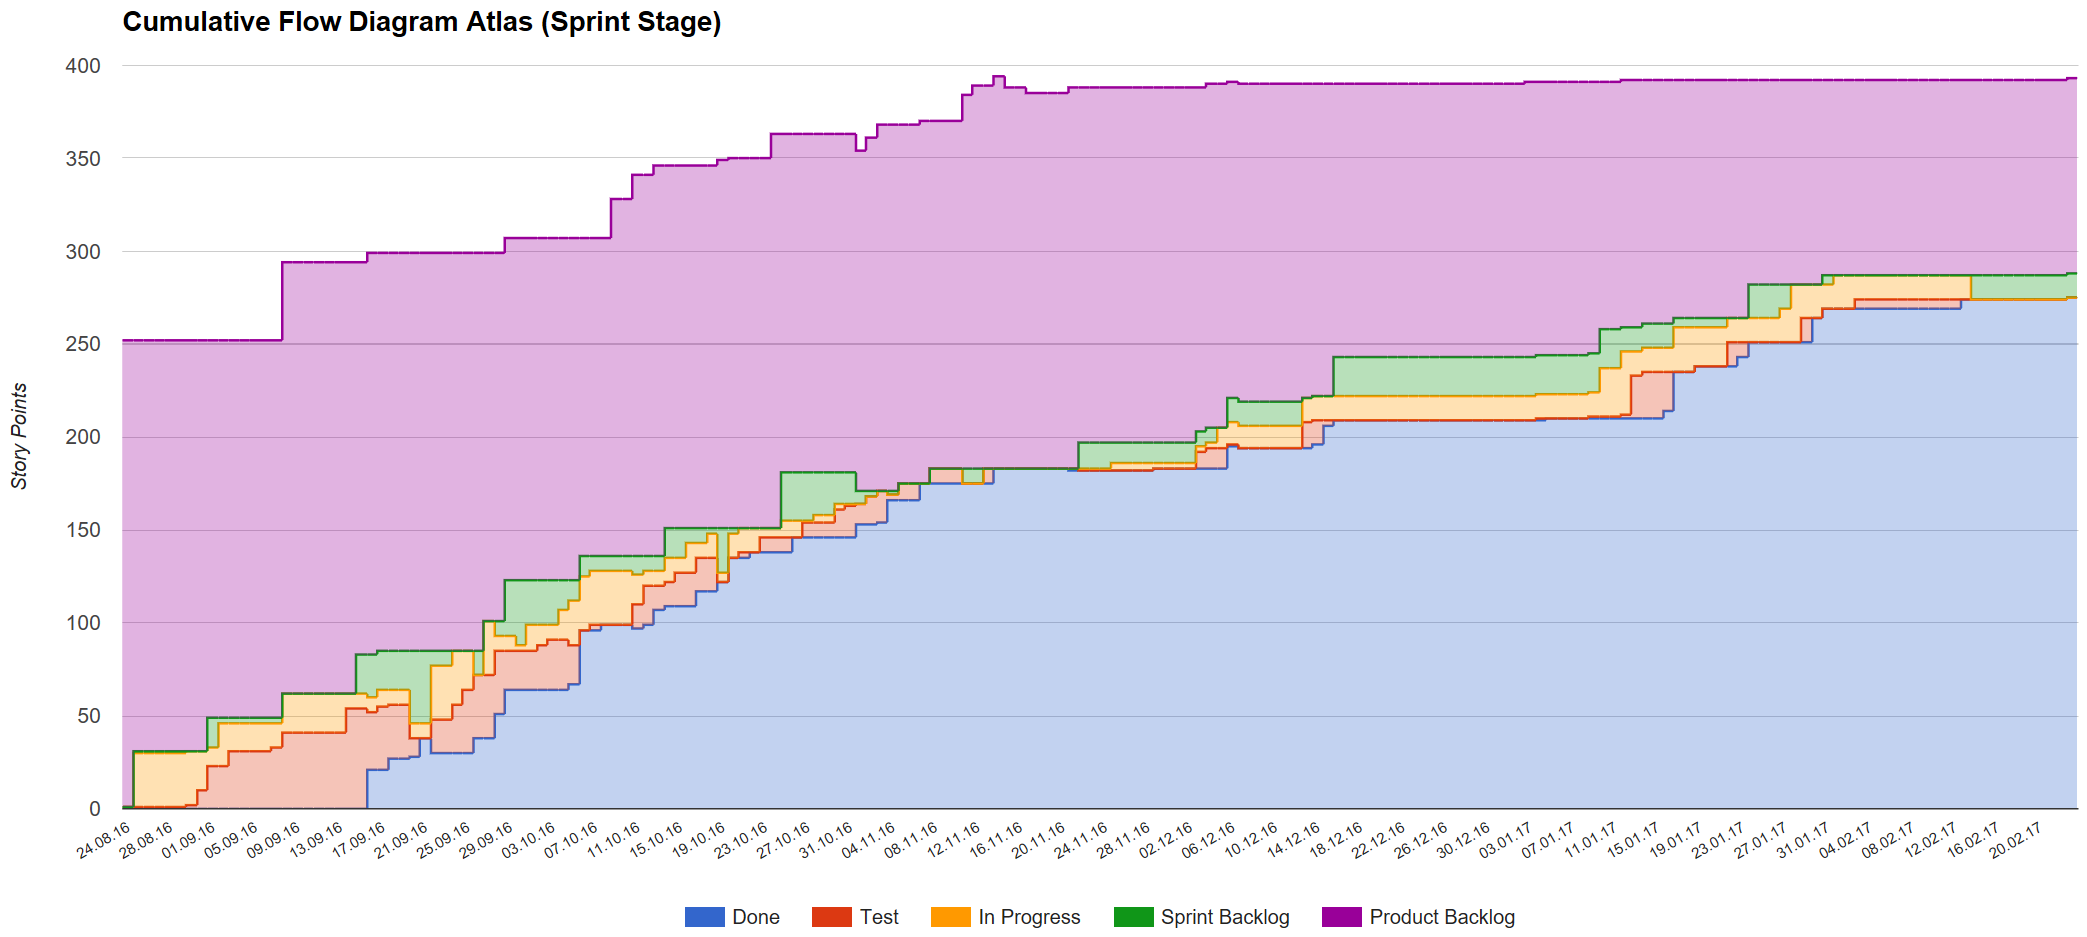 Cumulative Flow Diagram Atlas (Sprint Stage)
400
350
300
250
200
150
100
50
0
Story Points
24.08.16 28.08.16 01.09.16 05.09.16 09.09.16 13.09.16 17.09.16 21.09.16 25.09.16 29.09.16 03.10.16 07.10.16 11.10.16 15.10.16 19.10.16 23.10.16 27.10.16 31.10.16 04.11.16 08.11.16 12.11.16 16.11.16 20.11.16 24.11.16 28.11.16 02.12.16 06.12.16 10.12.16 14.12.16 18.12.16 22.12.16 26.12.16 30.12.16 03.01.17 07.01.17 11.01.17 15.01.17 19.01.17 23.01.17 27.01.17 31.01.17 04.02.17 08.02.17 12.02.17 16.02.17 20.02.17
Done Test In Progress Sprint Backlog Product Backlog